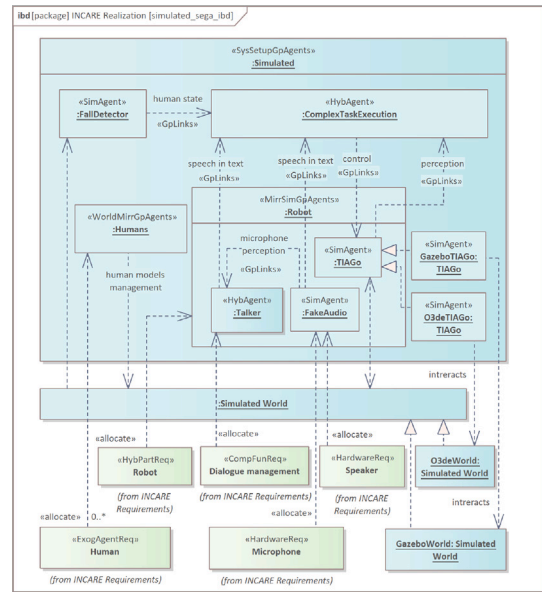 ibd [package] INCARE Realization [simulated_sega_ibd]
«SysSetupGpAgents»
:Simulated
«SimAgent»
:FallDetector
human state
«GpLinks»
«HybAgent»
:ComplexTaskExecution
speech in text
«GpLinks»
speech in text
«GpLinks»
control
«GpLinks»
perception
«GpLinks»
«WorldMirrGpAgents»
:Humans
«MirrSimGpAgents»
:Robot
microphone
perception
«GpLinks»
«SimAgent»
:TIAGo
«SimAgent»
GazeboTIAGo:
TIAGo
human models
management
«HybAgent»
:Talker
«SimAgent»
:FakeAudio
«SimAgent»
O3deTIAGo:
TIAGo
intreracts
:Simulated World
«allocate»
«allocate»
«allocate»
«HybPartReq»
Robot
(from INCARE
Requirements)
«CompFunReq»
Dialogue management
(from INCARE Requirements)
«HardwareReq»
Speaker
(from INCARE
Requirements)
O3deWorld:
Simulated World
intreracts
«allocate»
0..*
«allocate»
«ExogAgentReq»
Human
(from INCARE Requirements)
«HardwareReq»
Microphone
(from INCARE Requirements)
GazeboWorld: Simulated
World